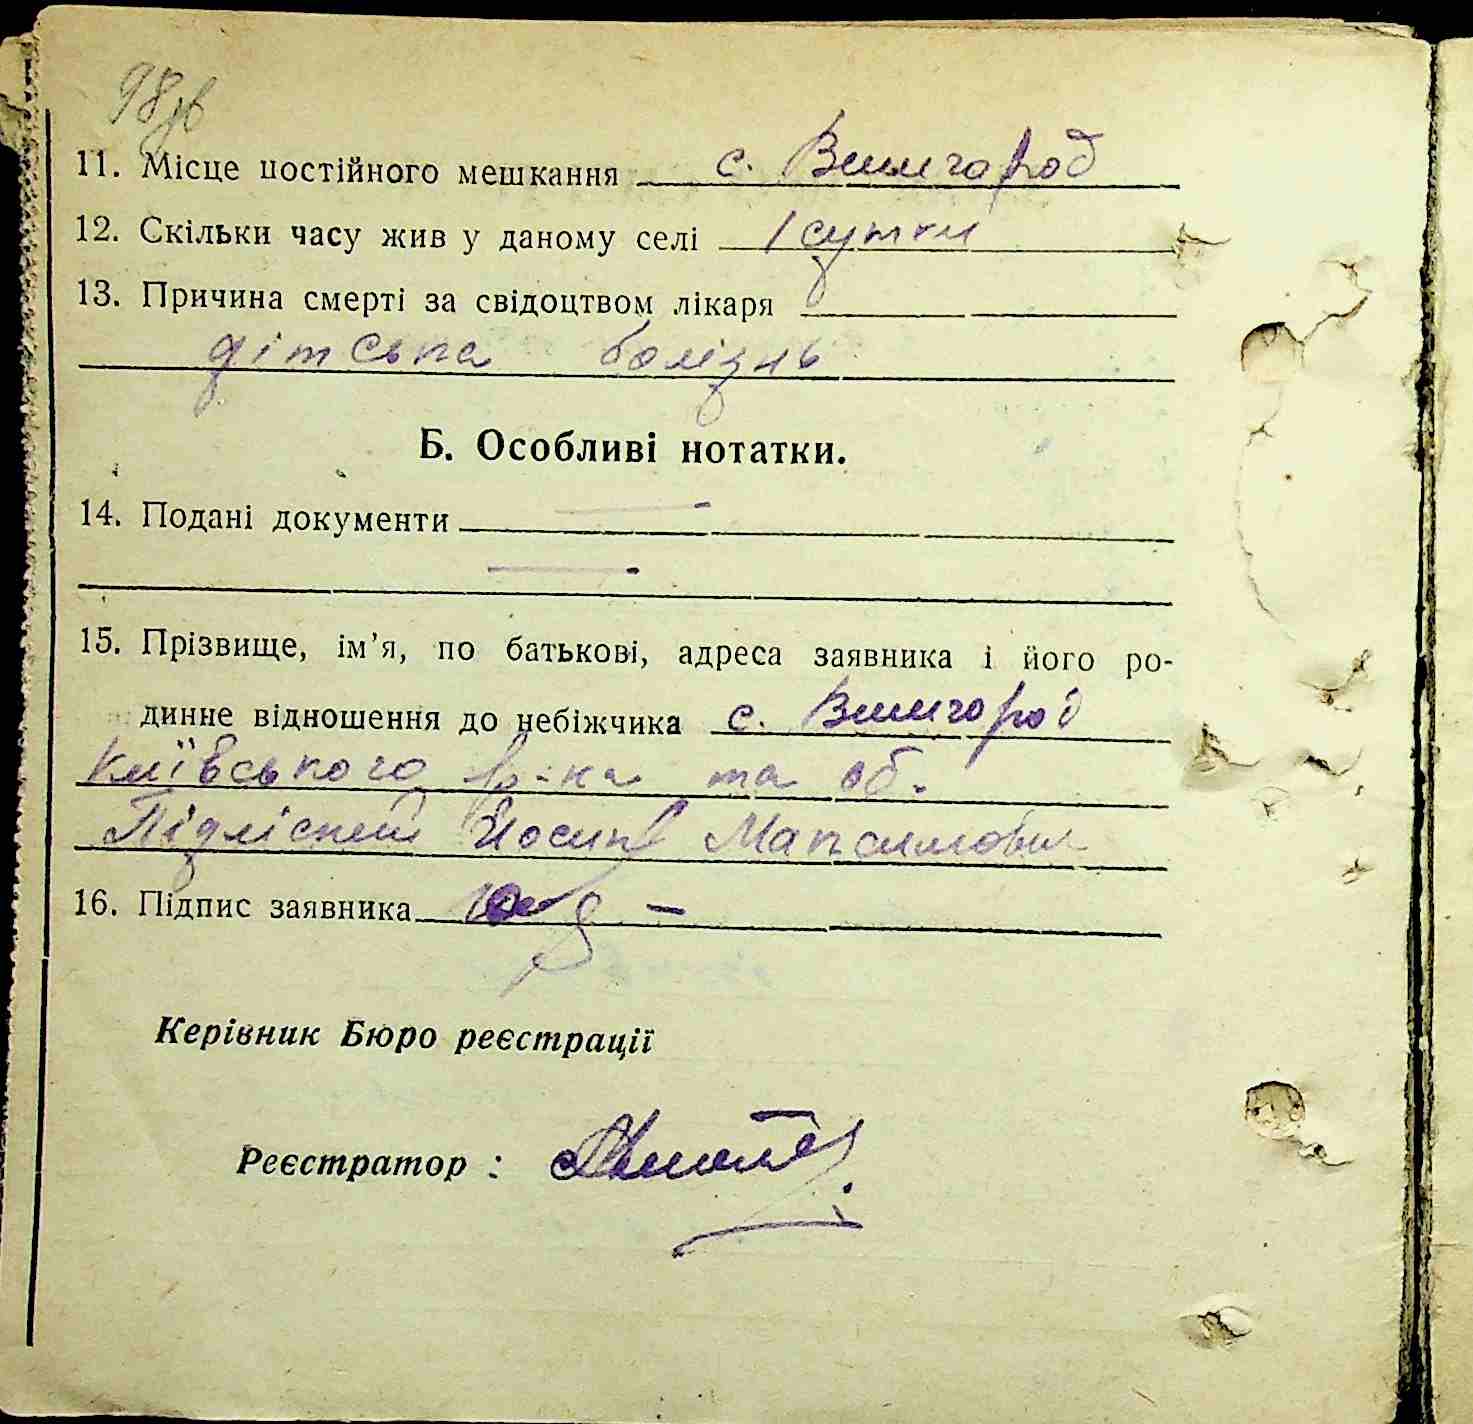 98зв
11. Місце постійного мешкання с. Вишгород
12. Скільки часу жив у даному селі 1 сутки
13. Причина смерті за свідоцтвом лікаря
дітська болізнь
Б. Особливі нотатки.
14. Подані документи —
—
15. Прізвище, ім'я, по батькові, адреса заявника і його ро-
динне відношення до небіжчика с. Вишгород
Київського р-на та об.
Підліспей Йосип Максимович
16. Підпис заявника
Керівник Бюро реєстрації
Реєстратор :